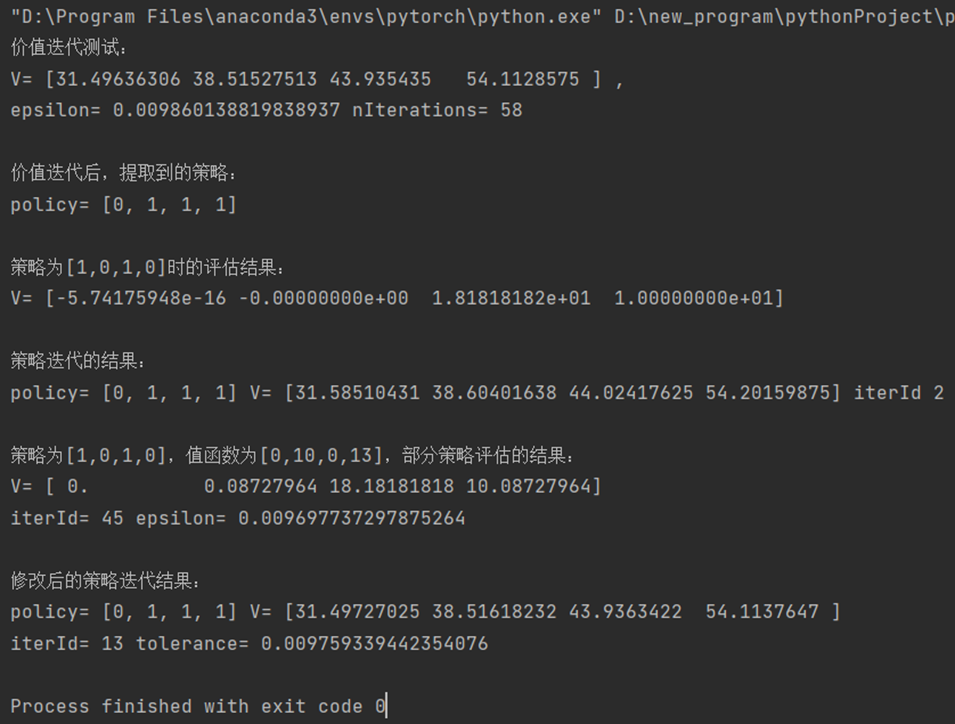 "D:\Program Files\anaconda3\envs\pytorch\python.exe" D:\new_program\pythonProject\p
价值迭代测试：
V= [31.49636306 38.51527513 43.935435   54.1128575 ] ,
epsilon= 0.009860138819838937 nIterations= 58
价值迭代后，提取到的策略：
policy= [0, 1, 1, 1]
策略为[1,0,1,0]时的评估结果：
V= [-5.74175948e-16 -0.00000000e+00  1.81818182e+01  1.00000000e+01]
策略迭代的结果：
policy= [0, 1, 1, 1] V= [31.58510431 38.60401638 44.02417625 54.20159875] iterId 2
策略为[1,0,1,0]，值函数为[0,10,0,13]，部分策略评估的结果：
V= [ 0.          0.08727964 18.18181818 10.08727964]
iterId= 45 epsilon= 0.009697737297875264
修改后的策略迭代结果：
policy= [0, 1, 1, 1] V= [31.49727025 38.51618232 43.9363422  54.1137647 ]
iterId= 13 tolerance= 0.009759339442354076
Process finished with exit code 0